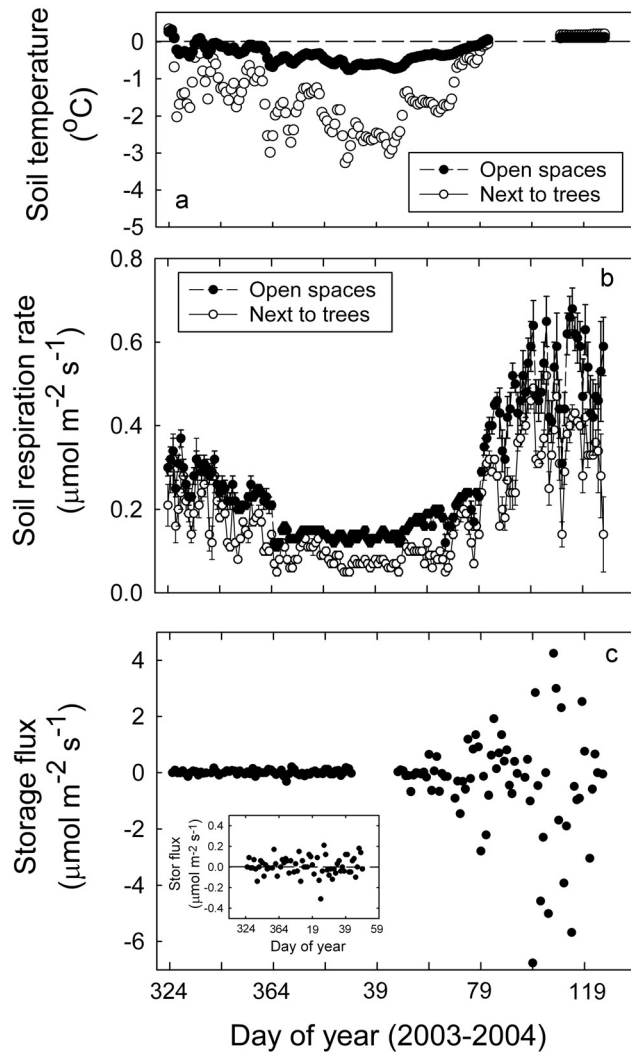 Soil temperature
(°C)
0
-1
-2
-3
-4
-5
a
Open spaces
Next to trees
Soil respiration rate
(μmol m⁻² s⁻¹)
0.8
0.6
0.4
0.2
0.0
b
Open spaces
Next to trees
Storage flux
(μmol m⁻² s⁻¹)
4
2
0
-2
-4
-6
c
Stor flux
(μmol m⁻² s⁻¹)
0.4
0.2
0.0
-0.2
-0.4
324 364 19 39 59
Day of year
324 364 39 79 119
Day of year (2003-2004)